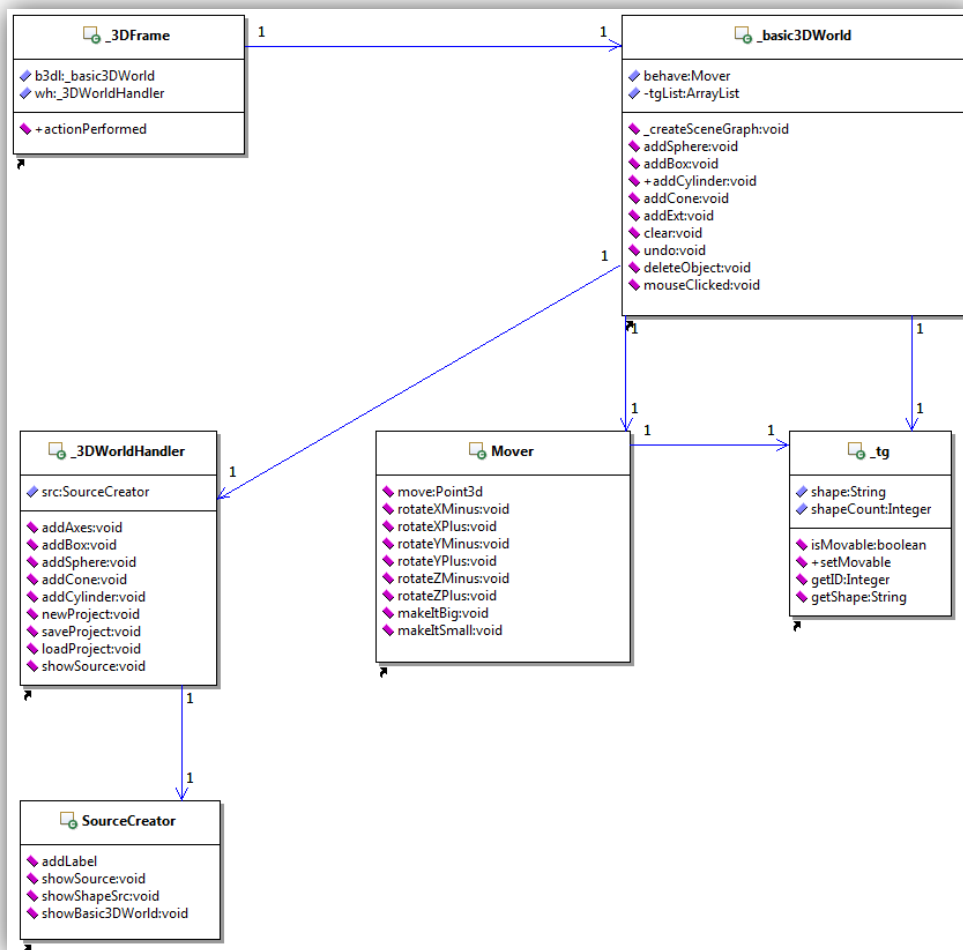 _3DFrame
b3dl:_basic3DWorld
wh:_3DWorldHandler
+actionPerformed
1
1
_basic3DWorld
behave:Mover
-tgList:ArrayList
_createSceneGraph:void
addSphere:void
addBox:void
+addCylinder:void
addCone:void
addExt:void
clear:void
undo:void
deleteObject:void
mouseClicked:void
1
1
1
1
1
_3DWorldHandler
src:SourceCreator
addAxes:void
addBox:void
addSphere:void
addCone:void
addCylinder:void
newProject:void
saveProject:void
loadProject:void
showSource:void
1
Mover
move:Point3d
rotateXMinus:void
rotateXPlus:void
rotateYMinus:void
rotateYPlus:void
rotateZMinus:void
rotateZPlus:void
makeItBig:void
makeItSmall:void
1
1
_tg
shape:String
shapeCount:Integer
isMovable:boolean
+setMovable
getID:Integer
getShape:String
1
1
SourceCreator
addLabel
showSource:void
showShapeSrc:void
showBasic3DWorld:void